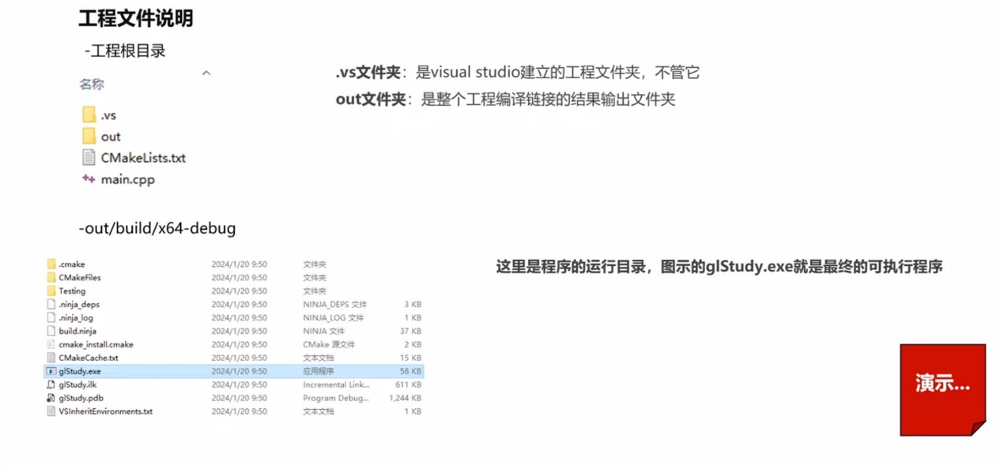 工程文件说明
-工程根目录
名称
.vs
out
CMakeLists.txt
main.cpp
.vs文件夹：是visual studio建立的工程文件夹，不管它
out文件夹：是整个工程编译链接的结果输出文件夹
-out/build/x64-debug
.cmake 2024/1/20 9:50 文件夹
CMakeFiles 2024/1/20 9:50 文件夹
Testing 2024/1/20 9:50 文件夹
.ninja_deps 2024/1/20 9:50 NINJA_DEPS 文件 3 KB
.ninja_log 2024/1/20 9:50 NINJA_LOG 文件 1 KB
build.ninja 2024/1/20 9:50 NINJA 文件 37 KB
cmake_install.cmake 2024/1/20 9:50 CMake 源文件 2 KB
CMakeCache.txt 2024/1/20 9:50 文本文档 15 KB
glStudy.exe 2024/1/20 9:50 应用程序 58 KB
glStudy.ilk 2024/1/20 9:50 Incremental Link... 611 KB
glStudy.pdb 2024/1/20 9:50 Program Debug... 1,244 KB
VSInheritEnvironments.txt 2024/1/20 9:50 文本文档 1 KB
这里是程序的运行目录，图示的glStudy.exe就是最终的可执行程序
演示...